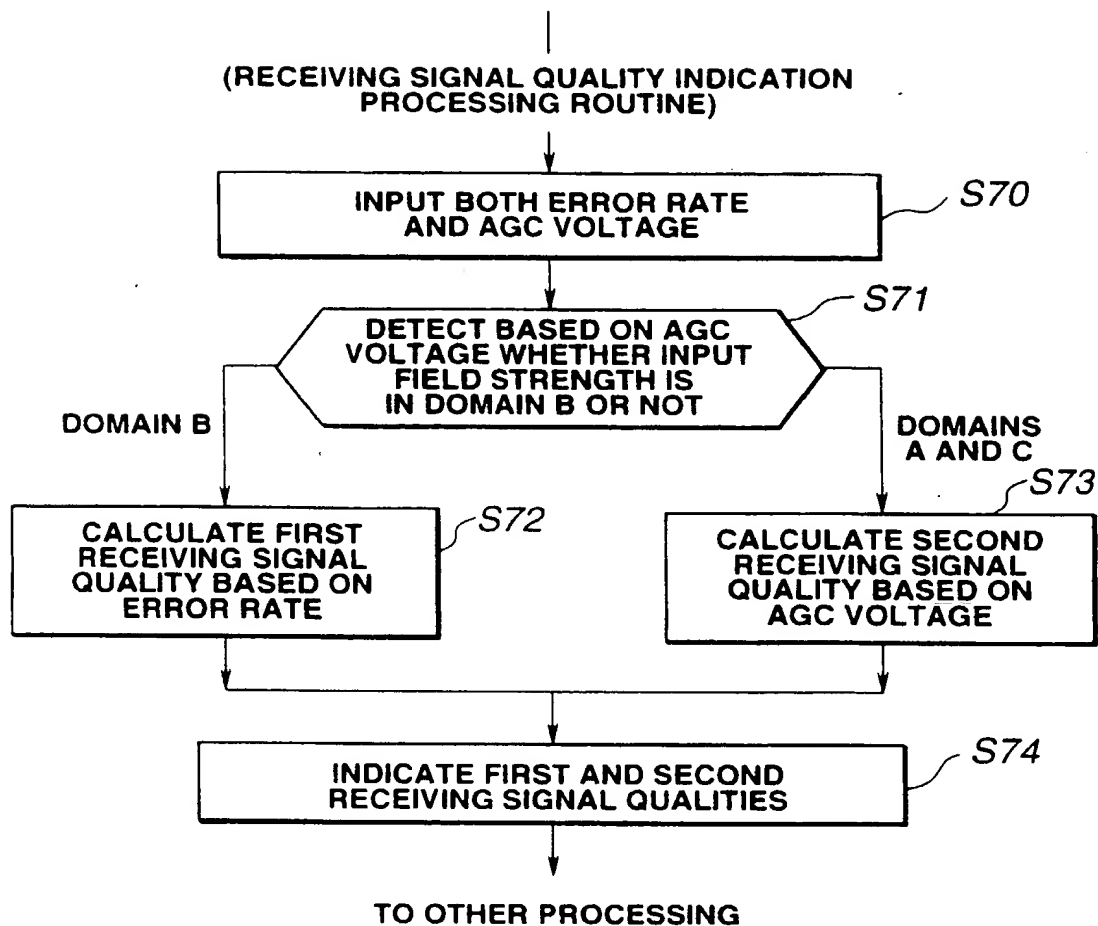 (RECEIVING SIGNAL QUALITY INDICATION
PROCESSING ROUTINE)
INPUT BOTH ERROR RATE
AND AGC VOLTAGE
S70
DETECT BASED ON AGC
VOLTAGE WHETHER INPUT
FIELD STRENGTH IS
IN DOMAIN B OR NOT
S71
DOMAIN B
DOMAINS
A AND C
CALCULATE FIRST
RECEIVING SIGNAL
QUALITY BASED ON
ERROR RATE
S72
CALCULATE SECOND
RECEIVING SIGNAL
QUALITY BASED ON
AGC VOLTAGE
S73
INDICATE FIRST AND SECOND
RECEIVING SIGNAL QUALITIES
S74
TO OTHER PROCESSING